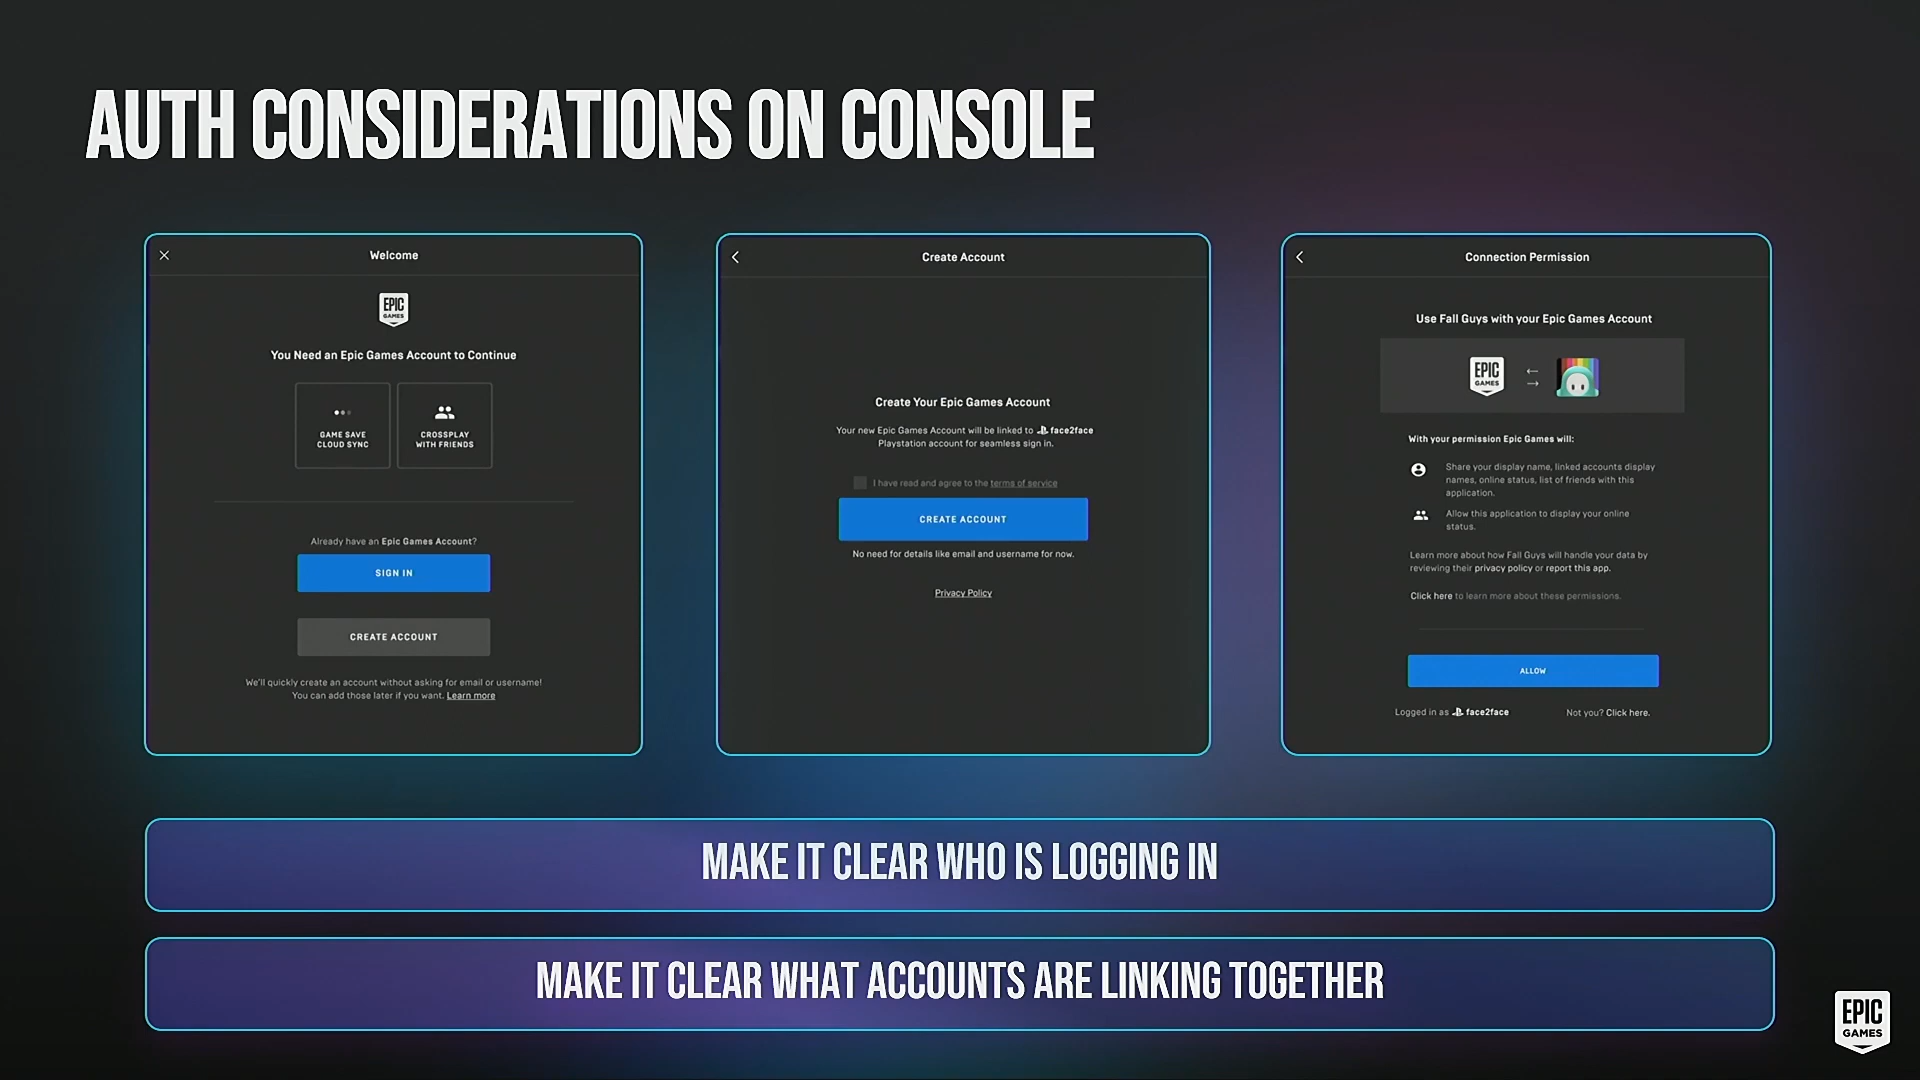 AUTH CONSIDERATIONS ON CONSOLE
Welcome
EPIC
GAMES
You Need an Epic Games Account to Continue
GAME SAVE
CLOUD SYNC
CROSSPLAY
WITH FRIENDS
Already have an Epic Games Account?
SIGN IN
CREATE ACCOUNT
We'll quickly create an account without asking for email or username!
You can add those later if you want. Learn more
Create Account
Create Your Epic Games Account
Your new Epic Games Account will be linked to face2face
Playstation account for seamless sign in.
I have read and agree to the terms of service
CREATE ACCOUNT
No need for details like email and username for now.
Privacy Policy
Connection Permission
Use Fall Guys with your Epic Games Account
EPIC
GAMES
With your permission Epic Games will:
Share your display name, linked accounts display
names, online status, list of friends with this
application.
Allow this application to display your online
status.
Learn more about how Fall Guys will handle your data by
reviewing their privacy policy or report this app.
Click here to learn more about these permissions.
ALLOW
Logged in as face2face
Not you? Click here.
MAKE IT CLEAR WHO IS LOGGING IN
MAKE IT CLEAR WHAT ACCOUNTS ARE LINKING TOGETHER
EPIC
GAMES